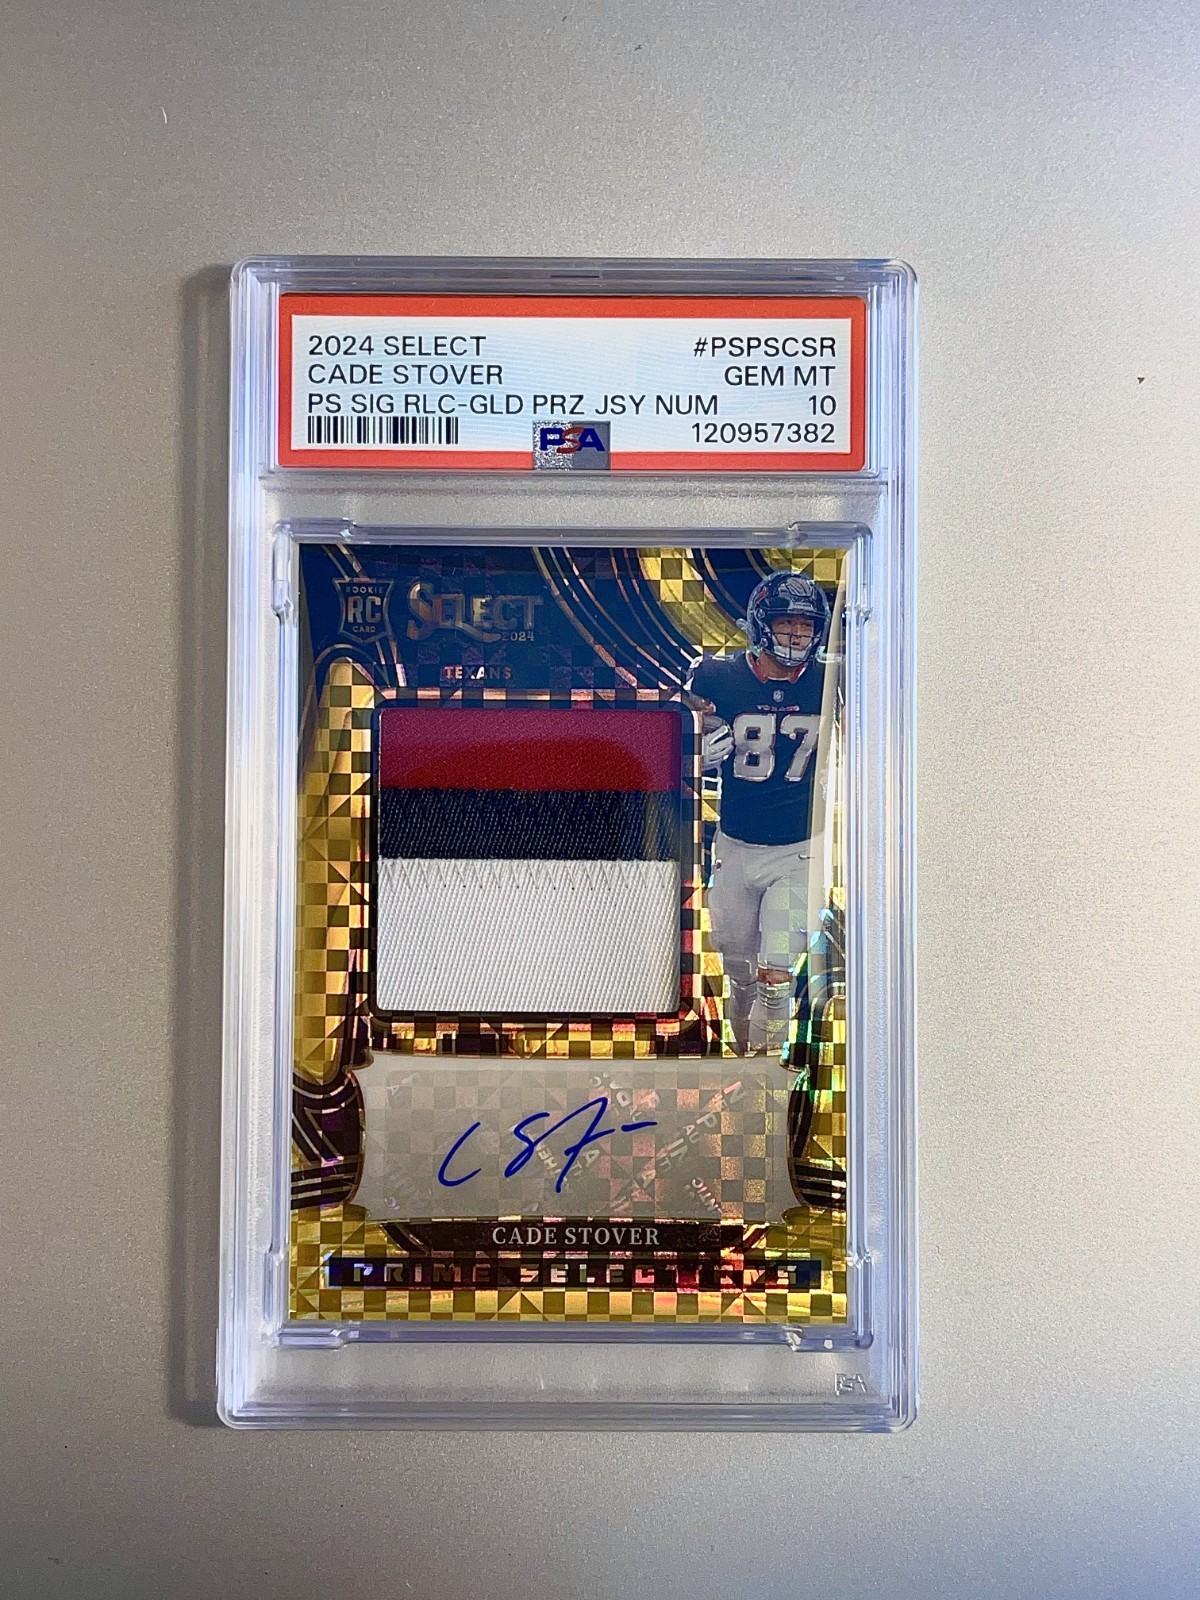 2024 SELECT #PSPSCSR
CADE STOVER GEM MT
PS SIG RLC-GLD PRZ JSY NUM 10
PSA 120957382
ROOKIE
RC
CARD
SELECT
2024
TEXANS
87
CADE STOVER
PRIME SELECTIONS
PSA